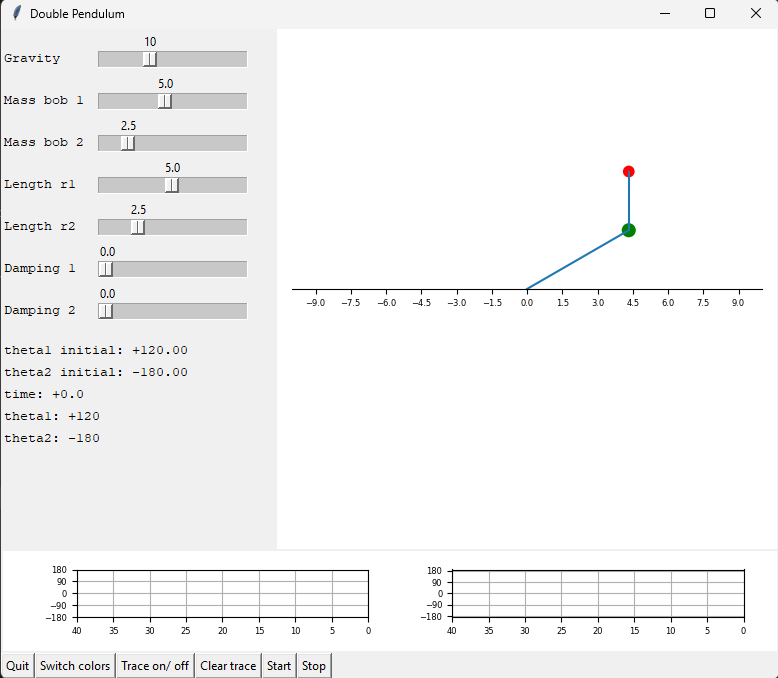 Double Pendulum
10
Gravity
5.0
Mass bob 1
2.5
Mass bob 2
5.0
Length r1
2.5
Length r2
0.0
Damping 1
0.0
Damping 2
theta1 initial: +120.00
theta2 initial: -180.00
time: +0.0
theta1: +120
theta2: -180
−9.0 −7.5 −6.0 −4.5 −3.0 −1.5 0.0 1.5 3.0 4.5 6.0 7.5 9.0
180
90
0
−90
−180
40 35 30 25 20 15 10 5 0
180
90
0
−90
−180
40 35 30 25 20 15 10 5 0
Quit Switch colors Trace on/ off Clear trace Start Stop